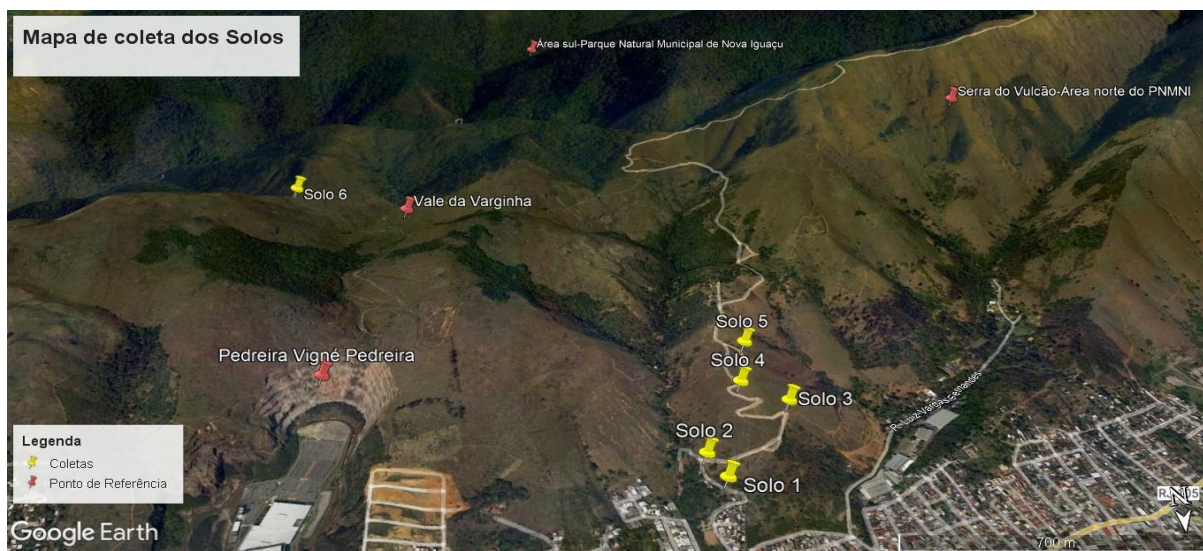 Mapa de coleta dos Solos
Área sul-Parque Natural Municipal de Nova Iguaçu
Serra do Vulcão-Área norte do PNMNI
Solo 6
Vale da Varginha
Solo 5
Pedreira Vigné Pedreira
Solo 4
Solo 3
Solo 2
Solo 1
Legenda
Coletas
Ponto de Referência
N
Google Earth
700 m